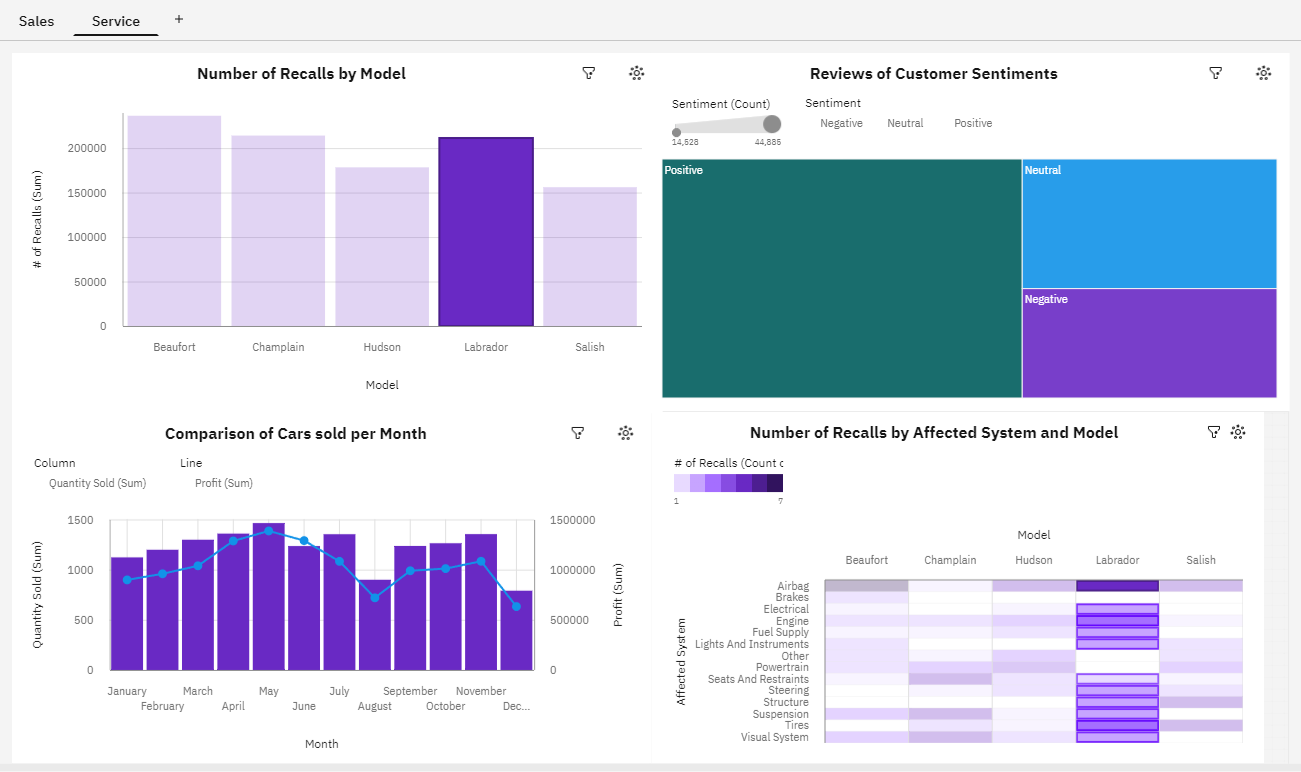 Sales
Service
+
Number of Recalls by Model
# of Recalls (Sum)
200000
150000
100000
50000
0
Beaufort
Champlain
Hudson
Labrador
Salish
Model
Reviews of Customer Sentiments
Sentiment (Count)
14,528
44,885
Sentiment
Negative
Neutral
Positive
Positive
Neutral
Negative
Comparison of Cars sold per Month
Column
Quantity Sold (Sum)
Line
Profit (Sum)
Quantity Sold (Sum)
1500
1000
500
0
1500000
1000000
500000
0
Profit (Sum)
January
February
March
April
May
June
July
August
September
October
November
Dec...
Month
Number of Recalls by Affected System and Model
# of Recalls (Count c
1
7
Model
Beaufort
Champlain
Hudson
Labrador
Salish
Affected System
Airbag
Brakes
Electrical
Engine
Fuel Supply
Lights And Instruments
Other
Powertrain
Seats And Restraints
Steering
Structure
Suspension
Tires
Visual System